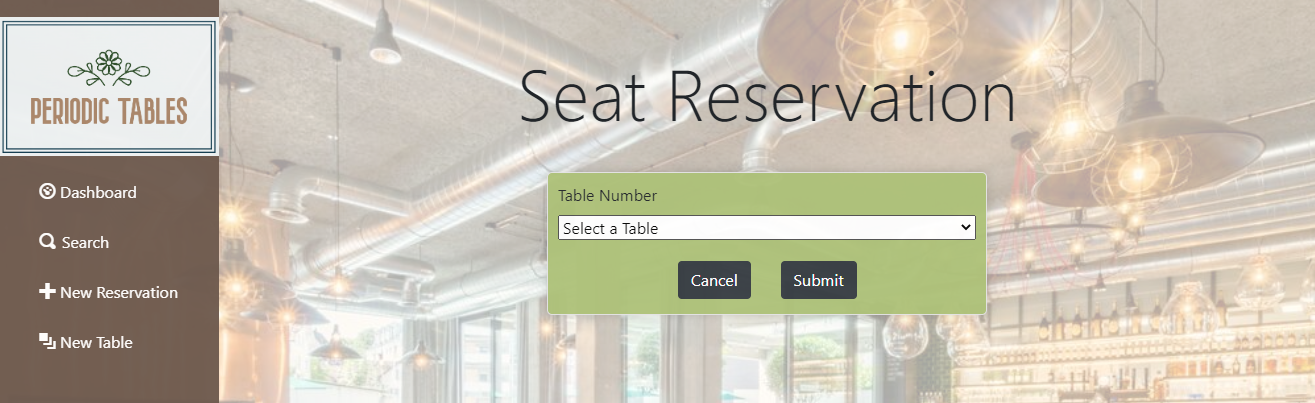 PERIODIC TABLES
Dashboard
Search
New Reservation
New Table
Seat Reservation
Table Number
Select a Table
Cancel Submit